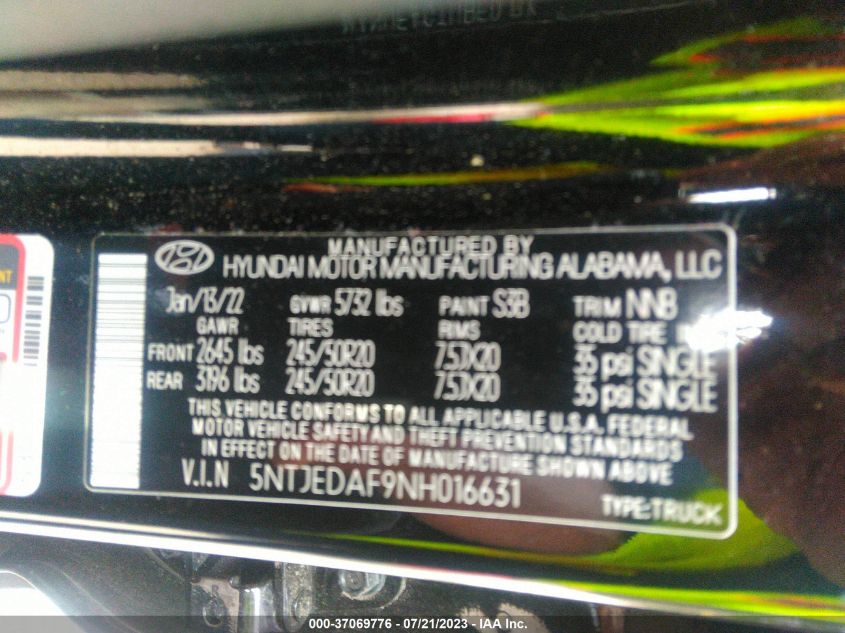 MANUFACTURED BY
HYUNDAI MOTOR MANUFACTURING ALABAMA, LLC
Jan/13/22 GVWR 5732 lbs PAINT S3B TRIM NNB
GAWR TIRES RIMS COLD TIRE
FRONT 2645 lbs 245/50R20 7.5JX20 35 psi SINGLE
REAR 3196 lbs 245/50R20 7.5JX20 35 psi SINGLE
THIS VEHICLE CONFORMS TO ALL APPLICABLE U.S.A. FEDERAL
MOTOR VEHICLE SAFETY AND THEFT PREVENTION STANDARDS
IN EFFECT ON THE DATE OF MANUFACTURE SHOWN ABOVE
V.I.N 5NTJEDAF9NH016631
TYPE:TRUCK
000-37069776 - 07/21/2023 - IAA Inc.